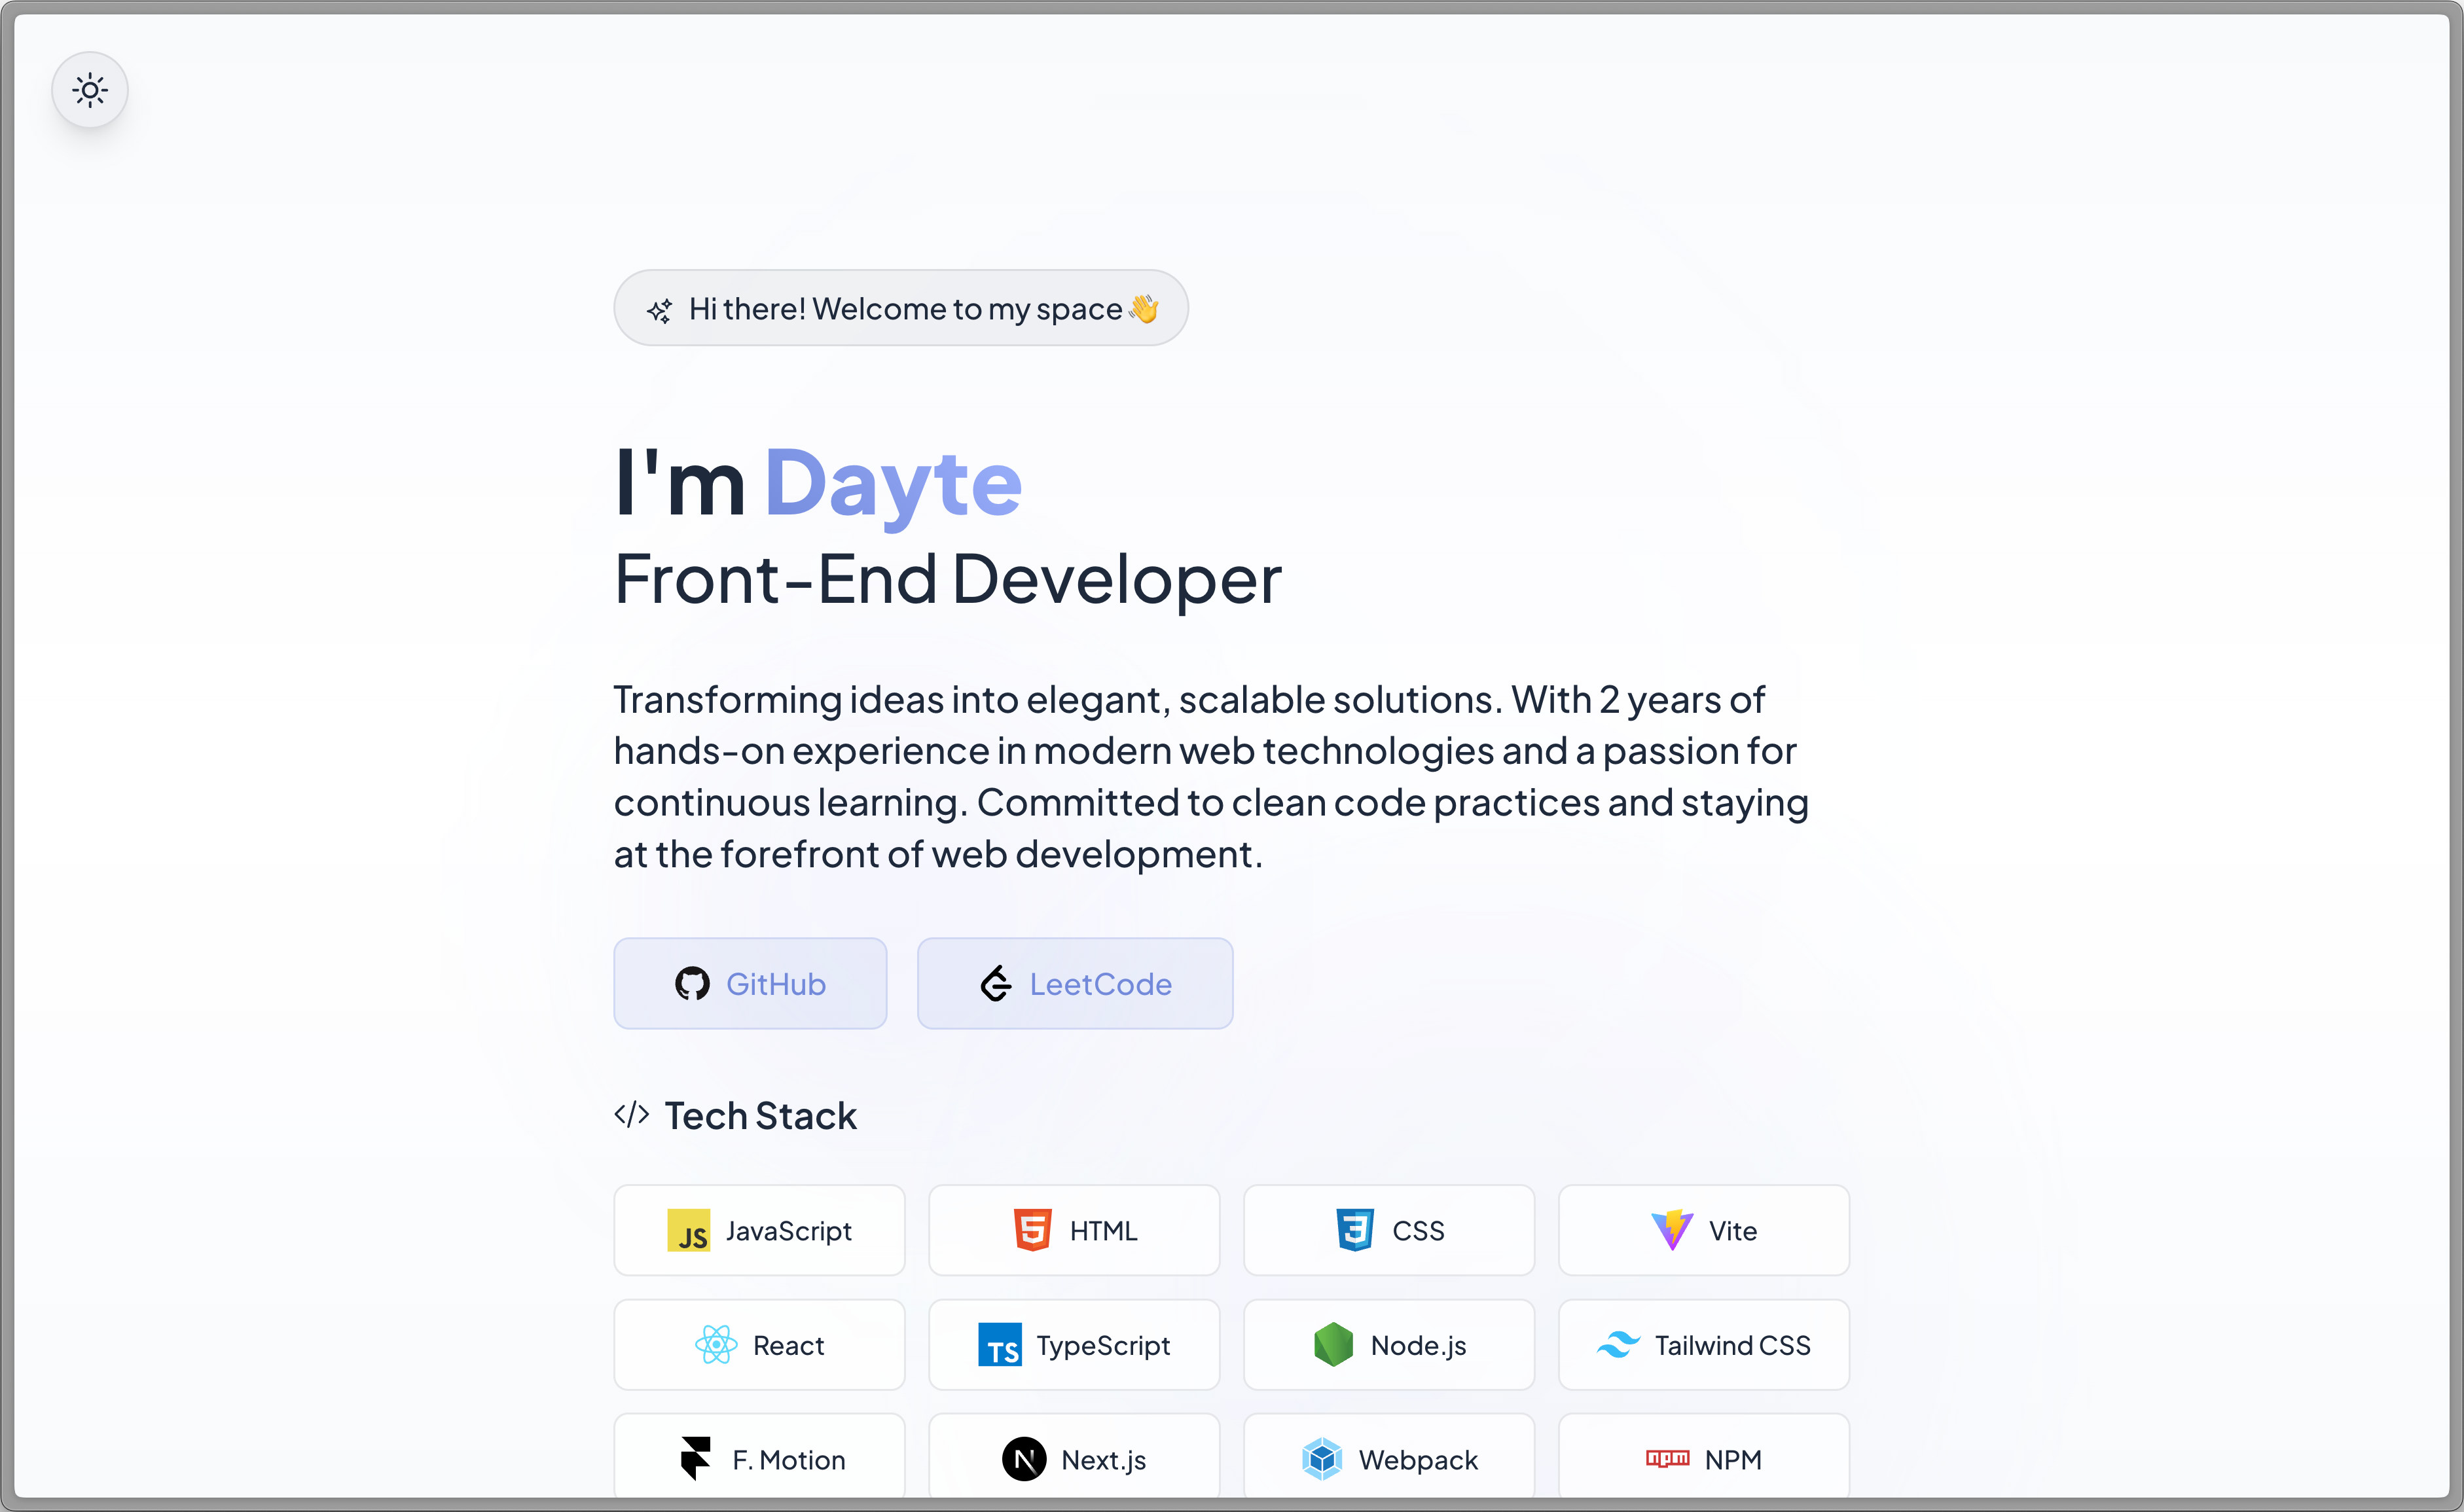 Hi there! Welcome to my space 👋
I'm Dayte
Front-End Developer
Transforming ideas into elegant, scalable solutions. With 2 years of
hands-on experience in modern web technologies and a passion for
continuous learning. Committed to clean code practices and staying
at the forefront of web development.
GitHub
LeetCode
</> Tech Stack
JS JavaScript
HTML
CSS
Vite
React
TS TypeScript
Node.js
Tailwind CSS
F. Motion
N Next.js
Webpack
npm NPM